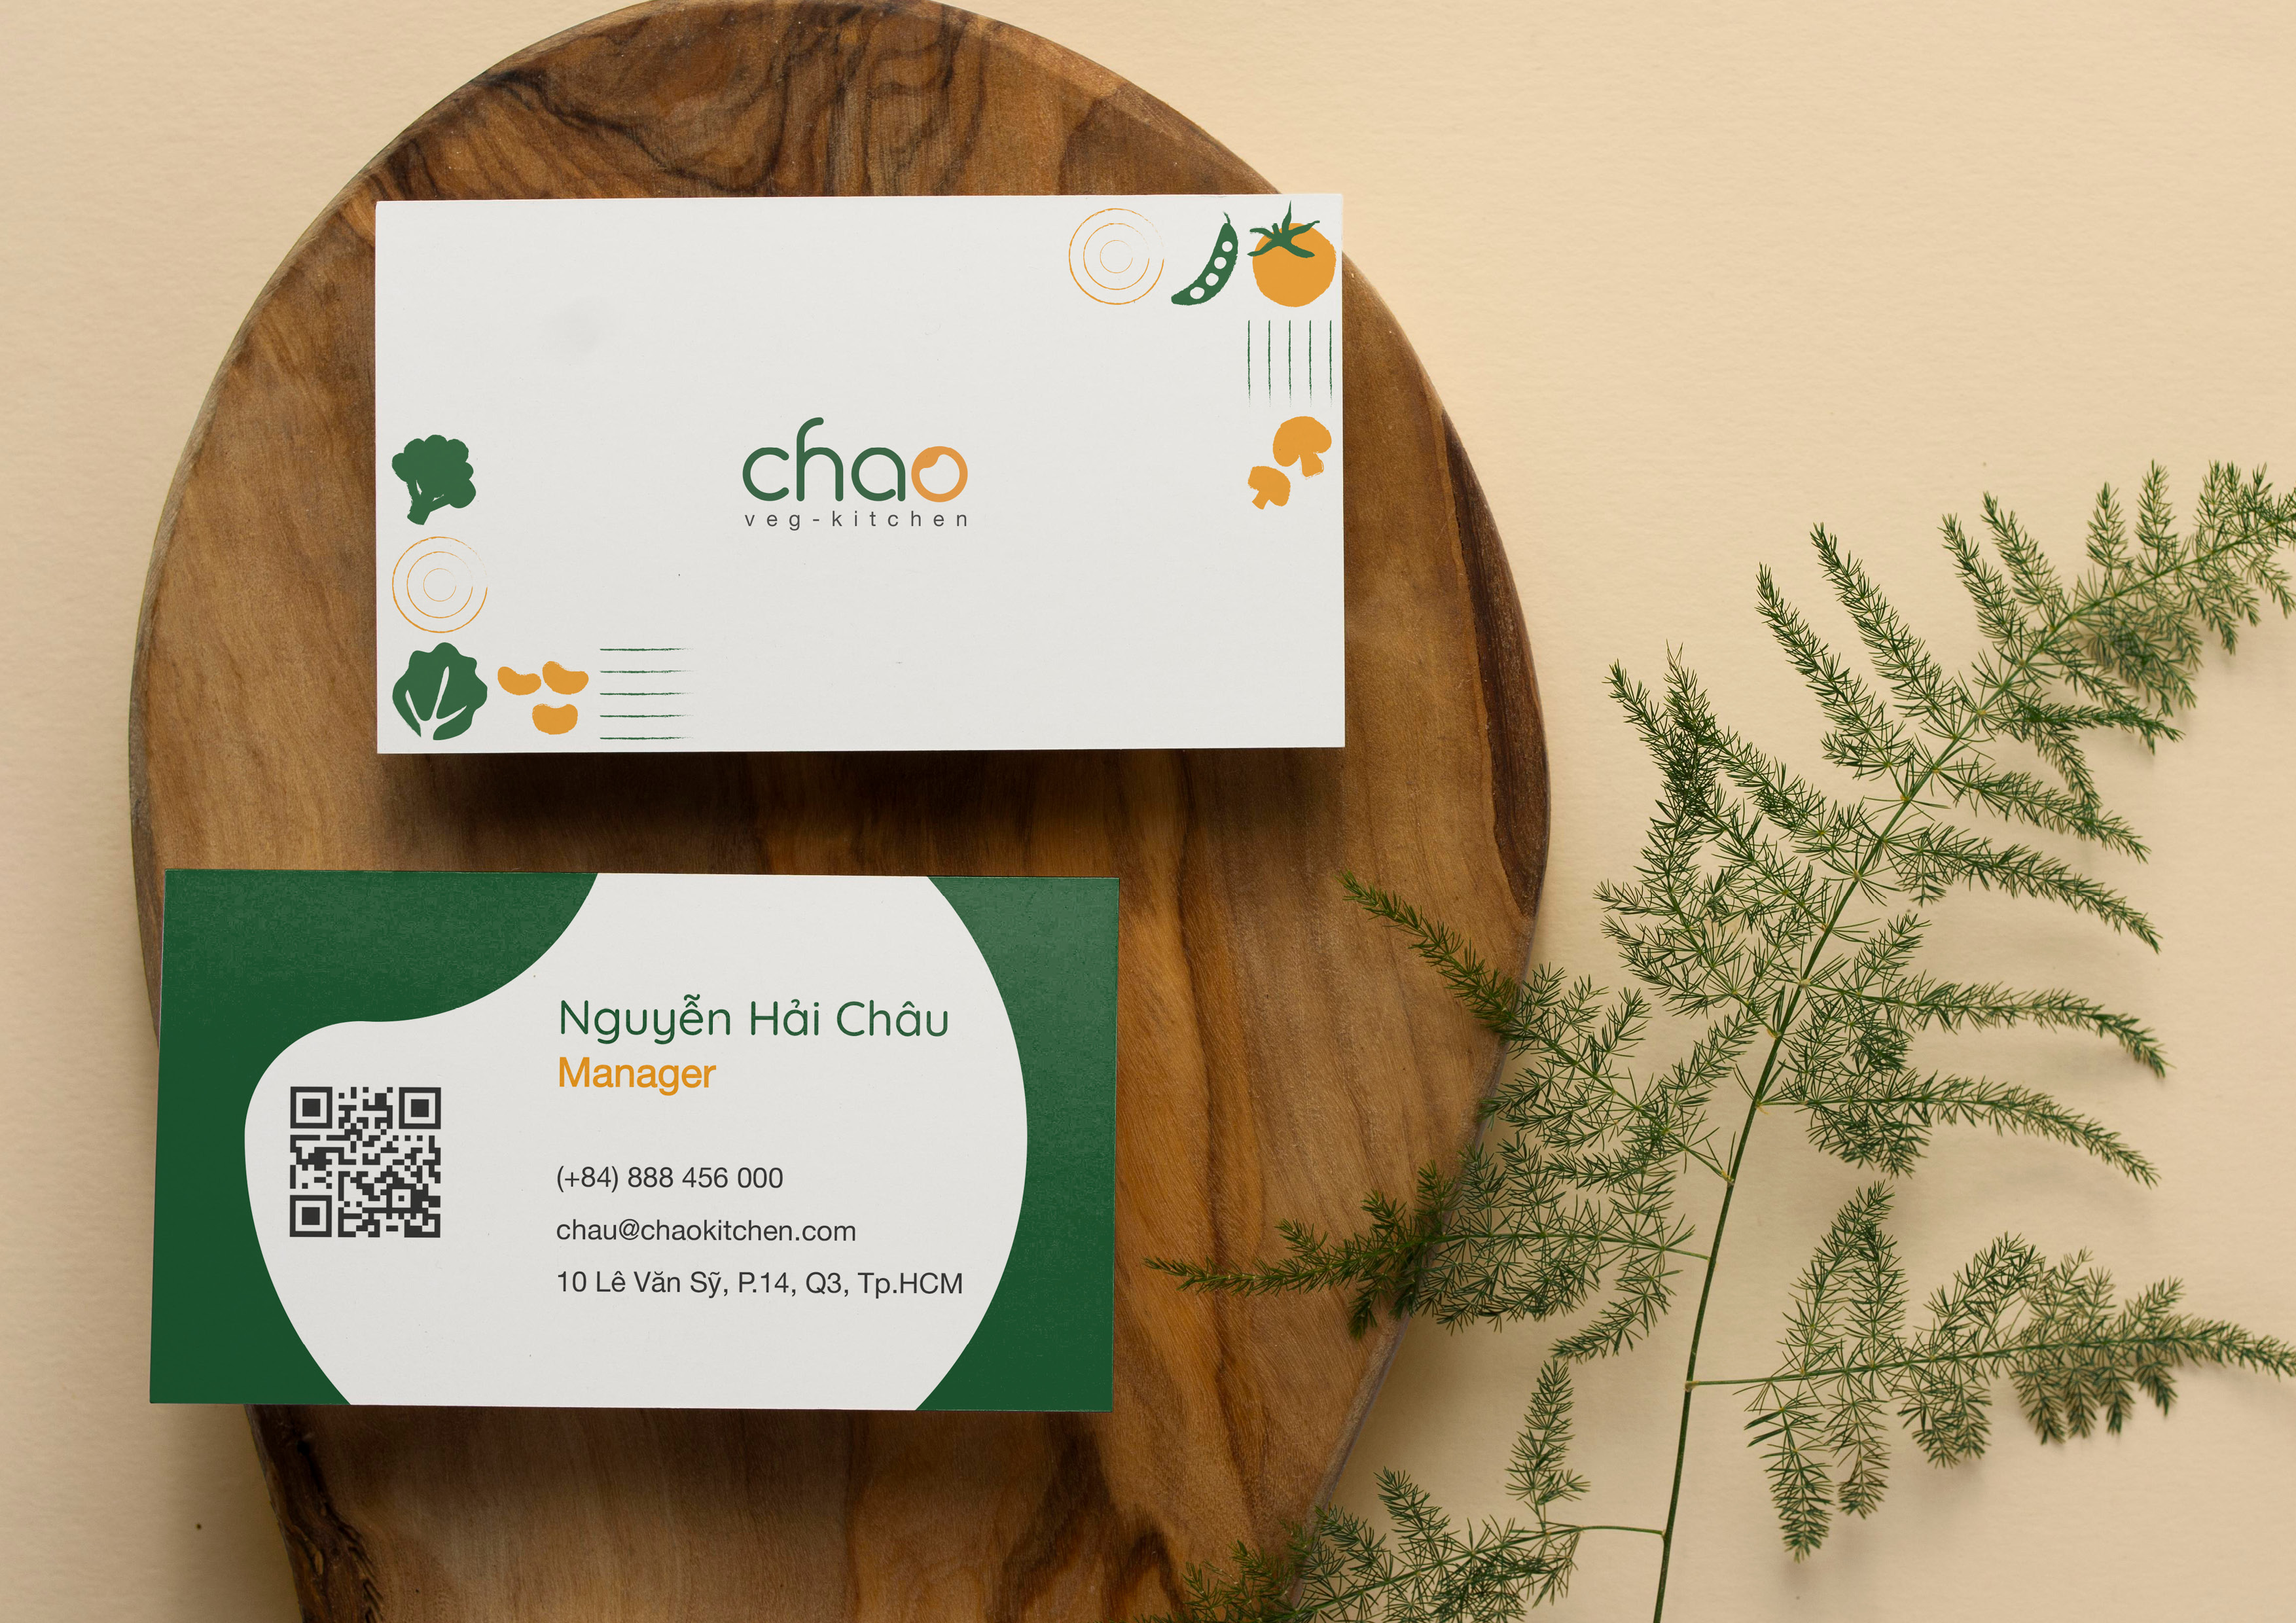 chao
veg-kitchen
Nguyễn Hải Châu
Manager
(+84) 888 456 000
chau@chaokitchen.com
10 Lê Văn Sỹ, P.14, Q3, Tp.HCM